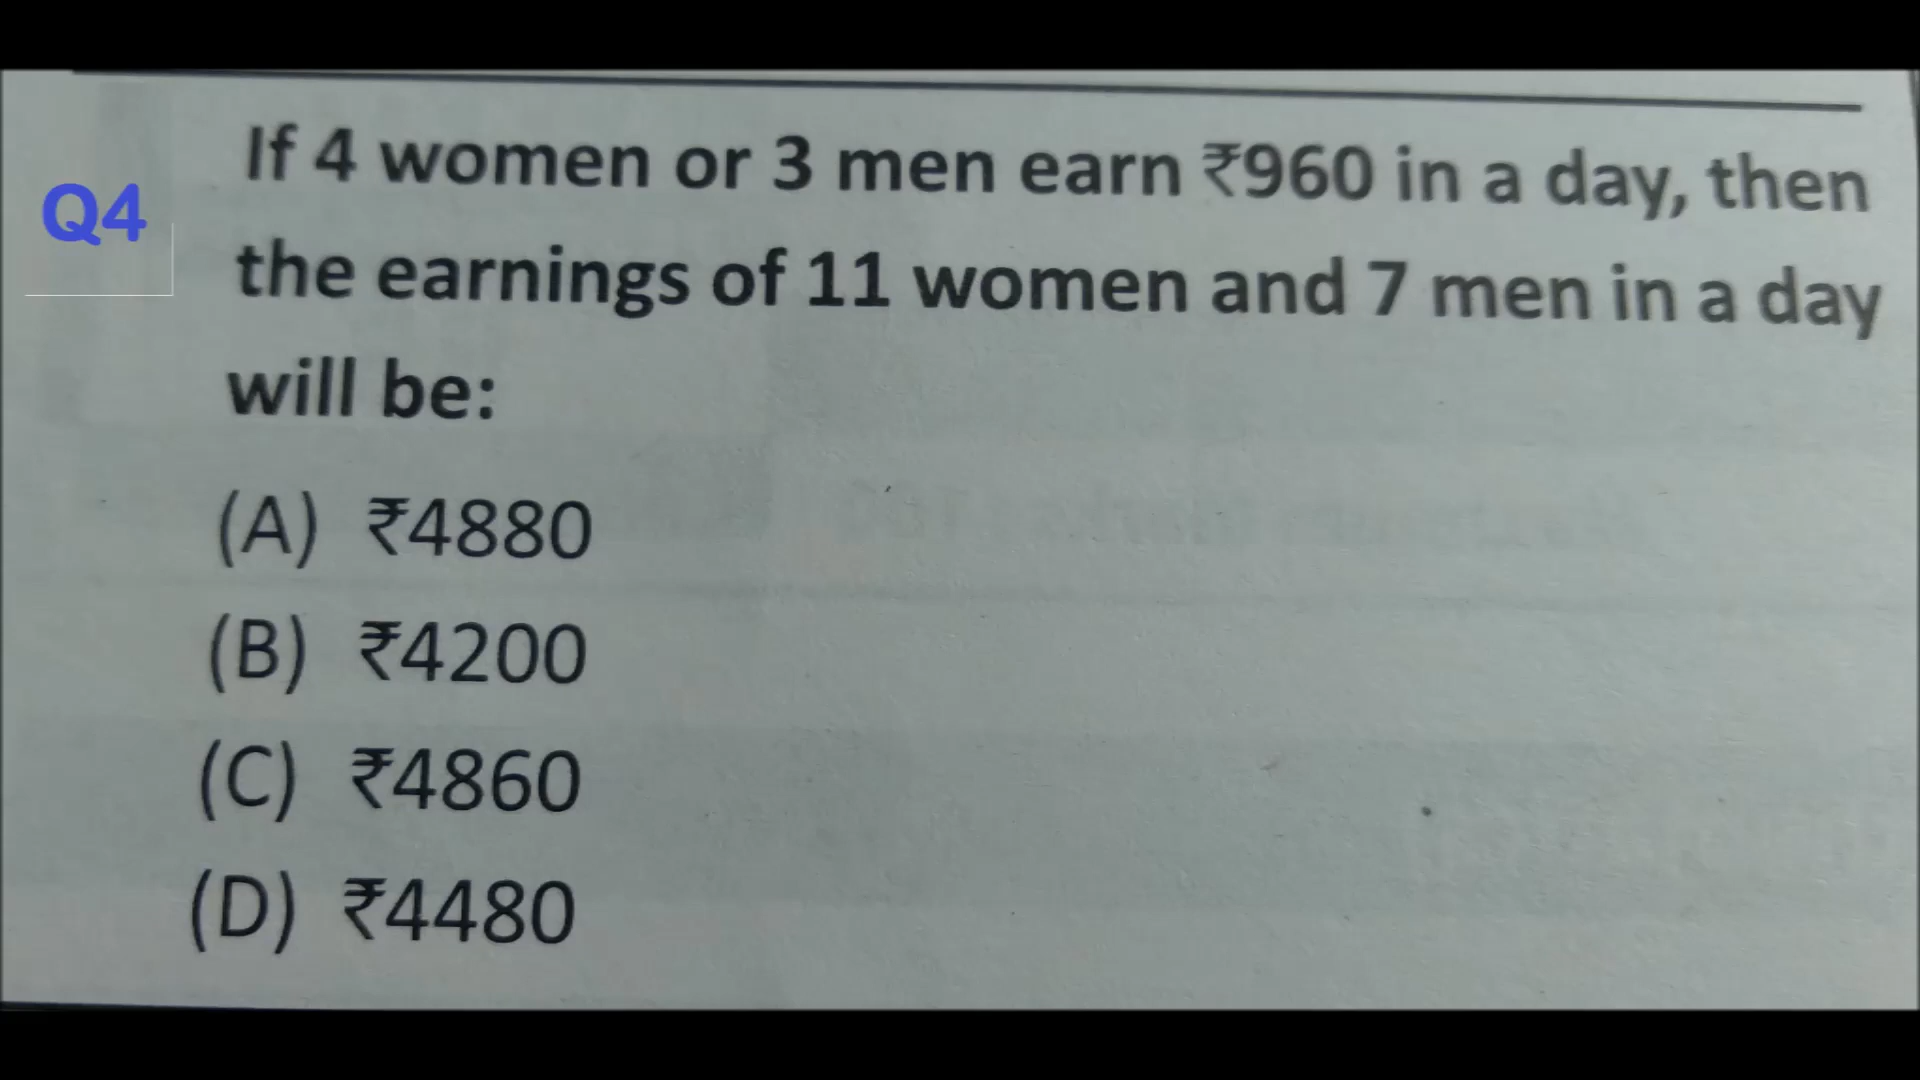 Q4
If 4 women or 3 men earn ₹960 in a day, then
the earnings of 11 women and 7 men in a day
will be:
(A) ₹4880
(B) ₹4200
(C) ₹4860
(D) ₹4480